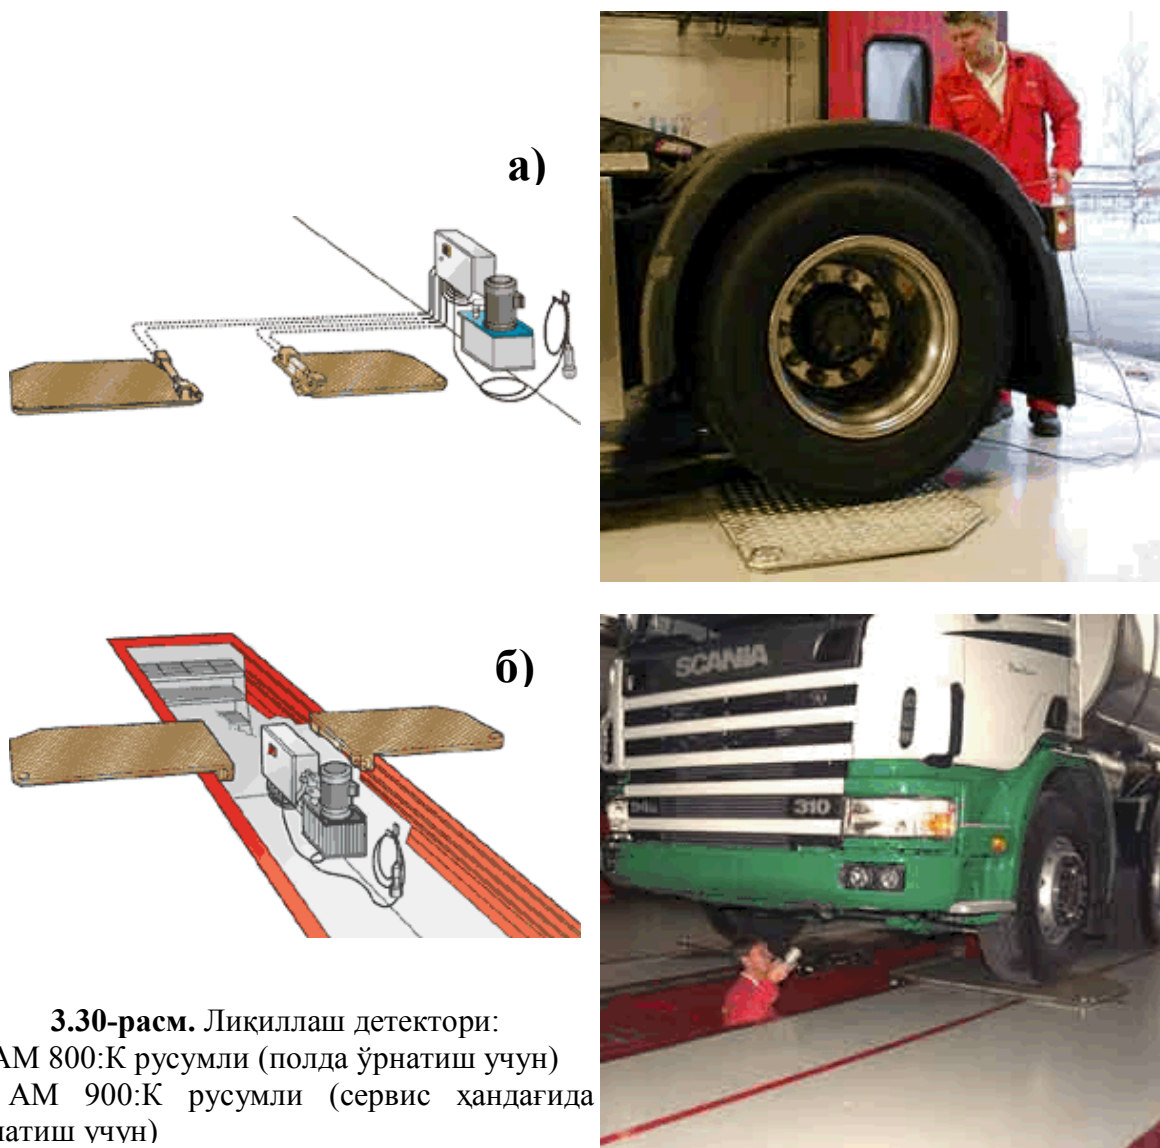 а)
б)
SCANIA
310
3.30-расм. Лиқиллаш детектори:
АМ 800:К русумли (полда ўрнатиш учун)
АМ 900:К русумли (сервис ҳандағида
натиш учун)